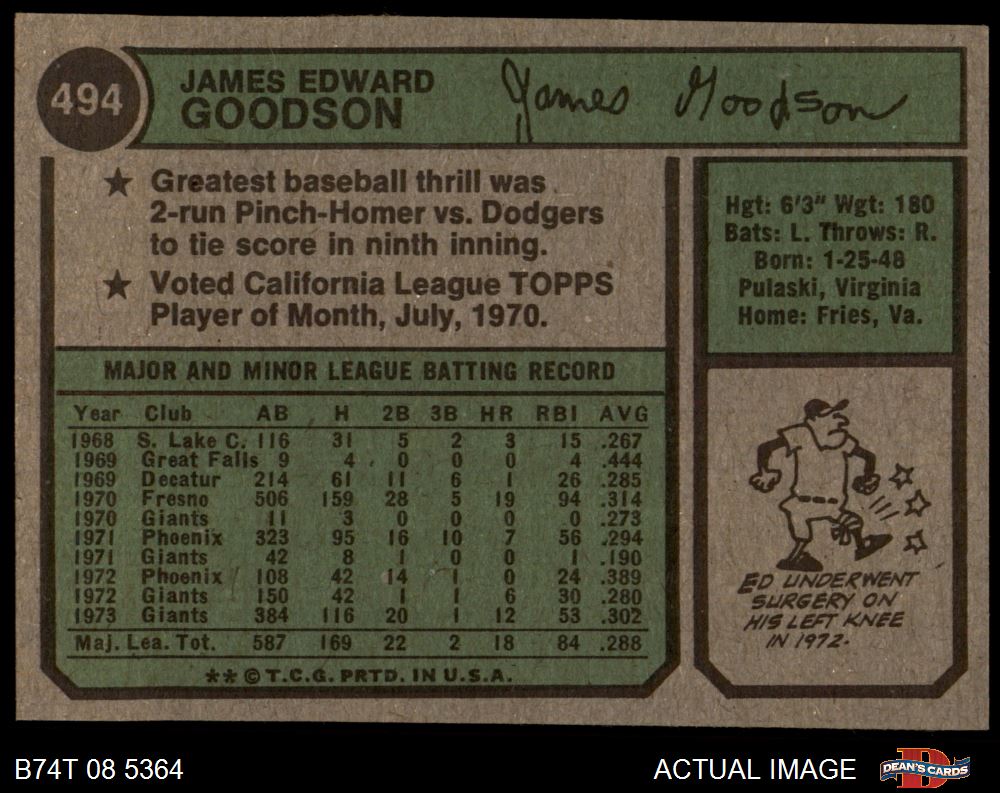 494
JAMES EDWARD
GOODSON
James Goodson
★ Greatest baseball thrill was
2-run Pinch-Homer vs. Dodgers
to tie score in ninth inning.
★ Voted California League TOPPS
Player of Month, July, 1970.
Hgt: 6'3" Wgt: 180
Bats: L. Throws: R.
Born: 1-25-48
Pulaski, Virginia
Home: Fries, Va.
MAJOR AND MINOR LEAGUE BATTING RECORD
Year Club AB H 2B 3B HR RBI AVG
1968 S. Lake C. 116 31 5 2 3 15 .267
1969 Great Falls 9 4 0 0 0 4 .444
1969 Decatur 214 61 11 6 1 26 .285
1970 Fresno 506 159 28 5 19 94 .314
1970 Giants 11 3 0 0 0 0 .273
1971 Phoenix 323 95 16 10 7 56 .294
1971 Giants 42 8 1 0 0 1 .190
1972 Phoenix 108 42 14 1 0 24 .389
1972 Giants 150 42 1 1 6 30 .280
1973 Giants 384 116 20 1 12 53 .302
Maj. Lea. Tot. 587 169 22 2 18 84 .288
** © T.C.G. PRTD. IN U.S.A.
ED UNDERWENT
SURGERY ON
HIS LEFT KNEE
IN 1972.
B74T 08 5364
ACTUAL IMAGE
DEAN'S CARDS